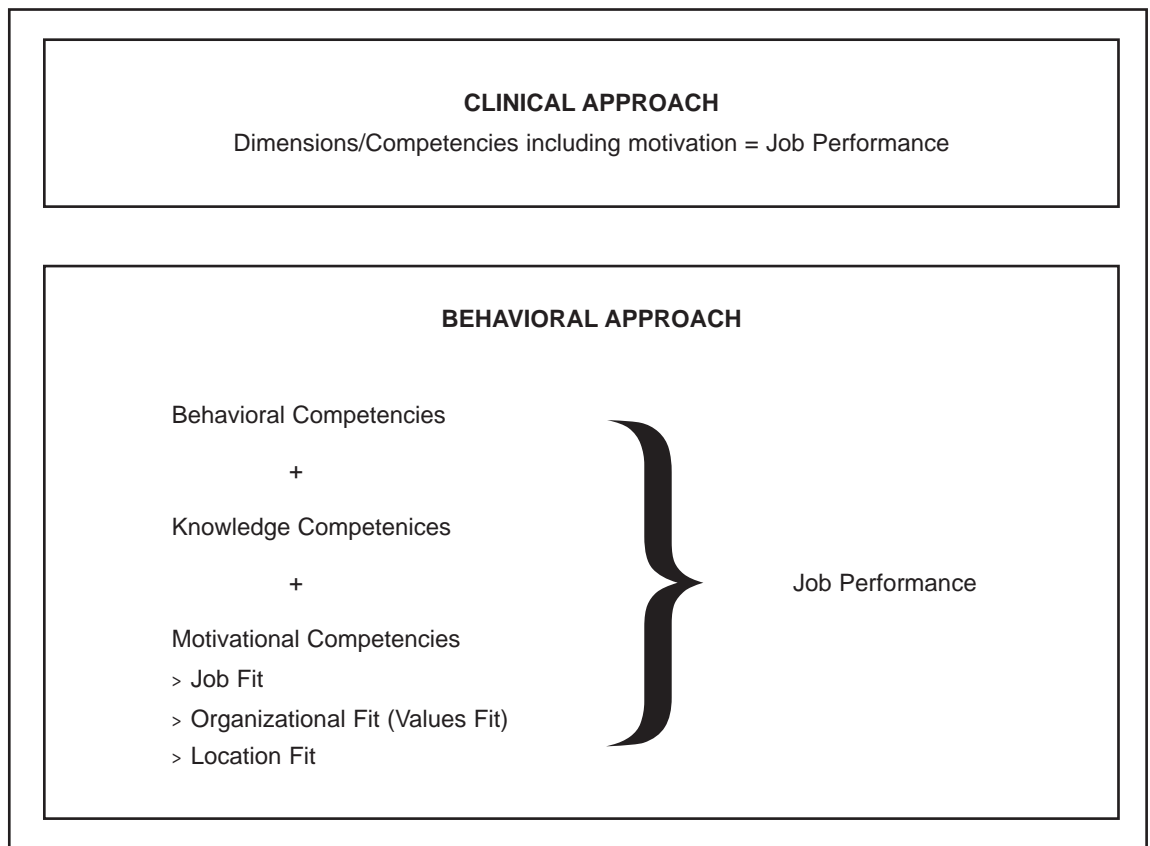 CLINICAL APPROACH
Dimensions/Competencies including motivation = Job Performance
BEHAVIORAL APPROACH
Behavioral Competencies
+
Knowledge Competenices
+
Job Performance
Motivational Competencies
> Job Fit
> Organizational Fit (Values Fit)
> Location Fit